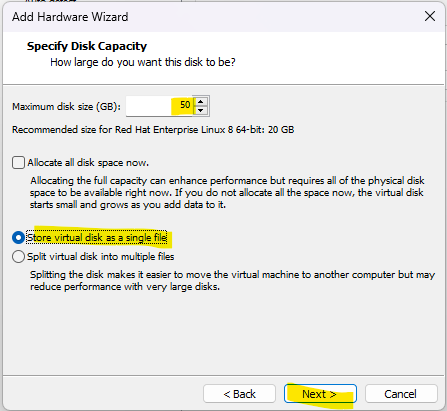 Add Hardware Wizard
Specify Disk Capacity
How large do you want this disk to be?
Maximum disk size (GB): 50
Recommended size for Red Hat Enterprise Linux 8 64-bit: 20 GB
Allocate all disk space now.
Allocating the full capacity can enhance performance but requires all of the physical disk
space to be available right now. If you do not allocate all the space now, the virtual disk
starts small and grows as you add data to it.
Store virtual disk as a single file
Split virtual disk into multiple files
Splitting the disk makes it easier to move the virtual machine to another computer but may
reduce performance with very large disks.
< Back Next > Cancel